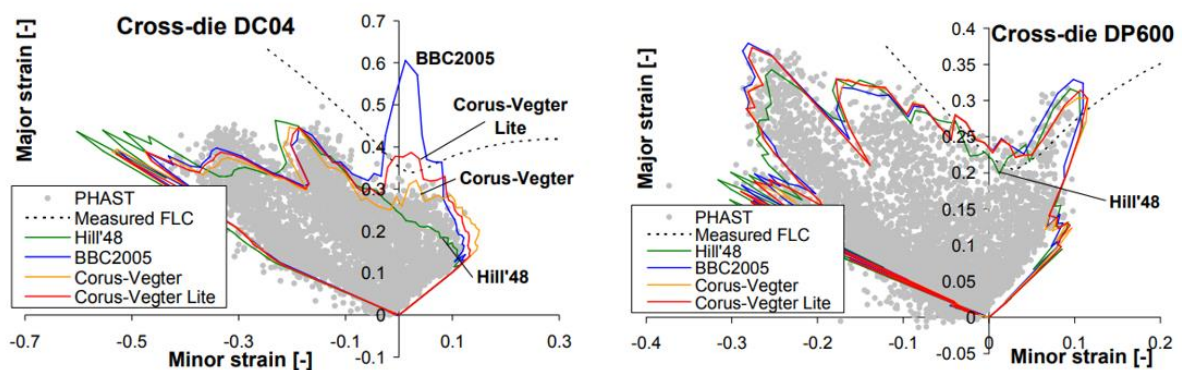 Cross-die DC04
Major strain [-]
0.7
0.6
0.5
0.4
0.3
0.2
0.1
0
-0.1
BBC2005
Corus-Vegter
Lite
Corus-Vegter
Hill'48
PHAST
Measured FLC
Hill'48
BBC2005
Corus-Vegter
Corus-Vegter Lite
-0.7
-0.5
-0.3
-0.1
0.1
0.3
Minor strain [-]
Cross-die DP600
Major strain [-]
0.4
0.35
0.3
0.25
0.2
0.15
0.1
0.05
0
-0.05
Hill'48
PHAST
Measured FLC
Hill'48
BBC2005
Corus-Vegter
Corus-Vegter Lite
-0.4
-0.3
-0.2
-0.1
0
0.1
0.2
Minor strain [-]